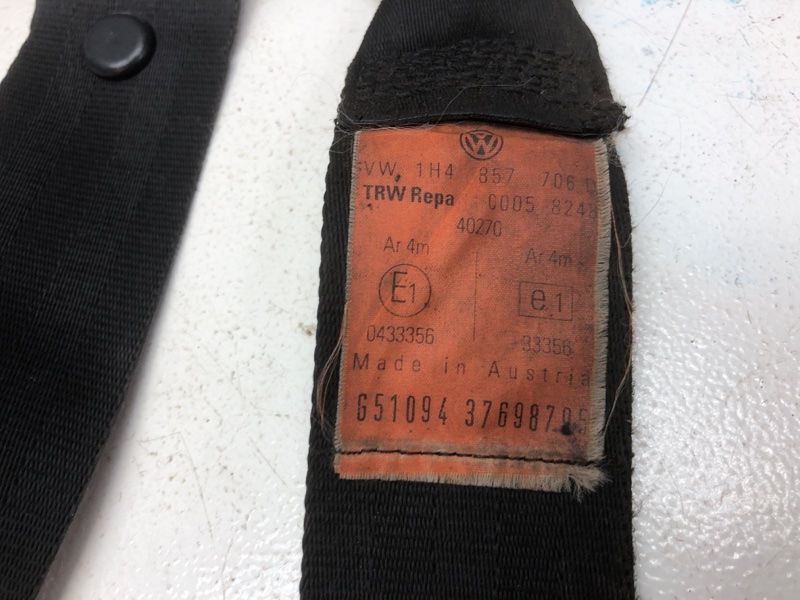 VW 1H4 857 706
TRW Repa 0005 824
40270
Ar 4m Ar 4m
E1 e1
0433356 33356
Made in Austria
G51094